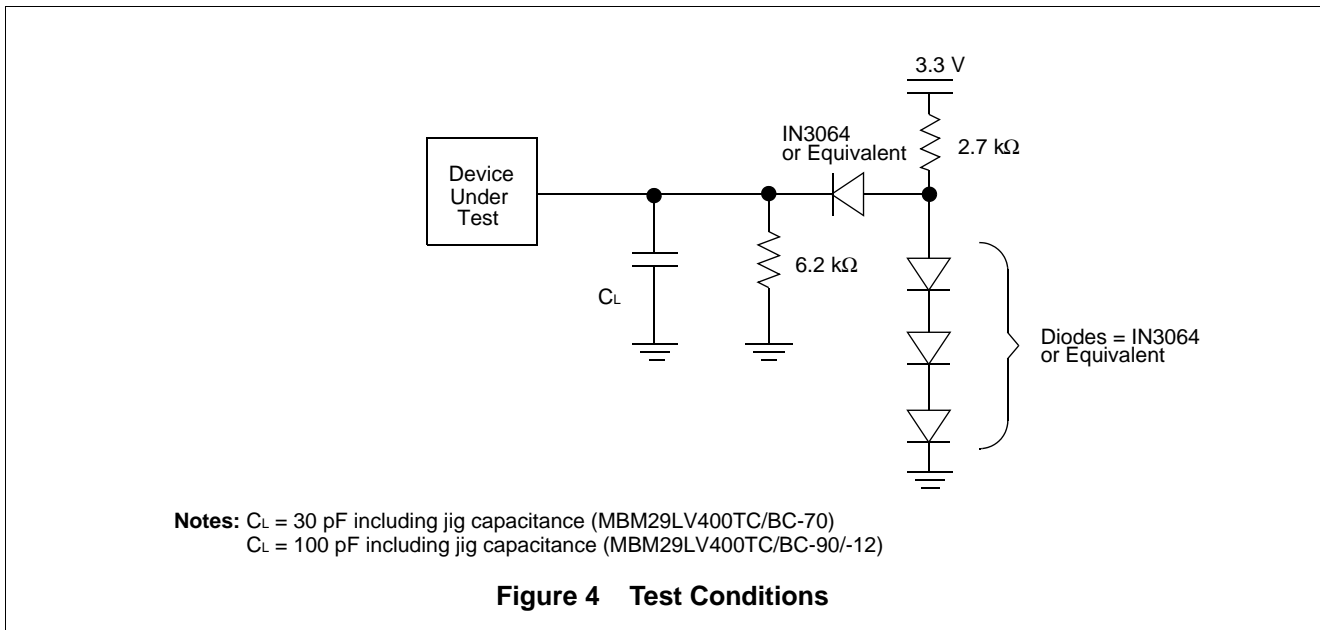 3.3 V
IN3064
or Equivalent
2.7 kΩ
Device
Under
Test
6.2 kΩ
CL
Diodes = IN3064
or Equivalent
Notes: CL = 30 pF including jig capacitance (MBM29LV400TC/BC-70)
CL = 100 pF including jig capacitance (MBM29LV400TC/BC-90/-12)
Figure 4 Test Conditions